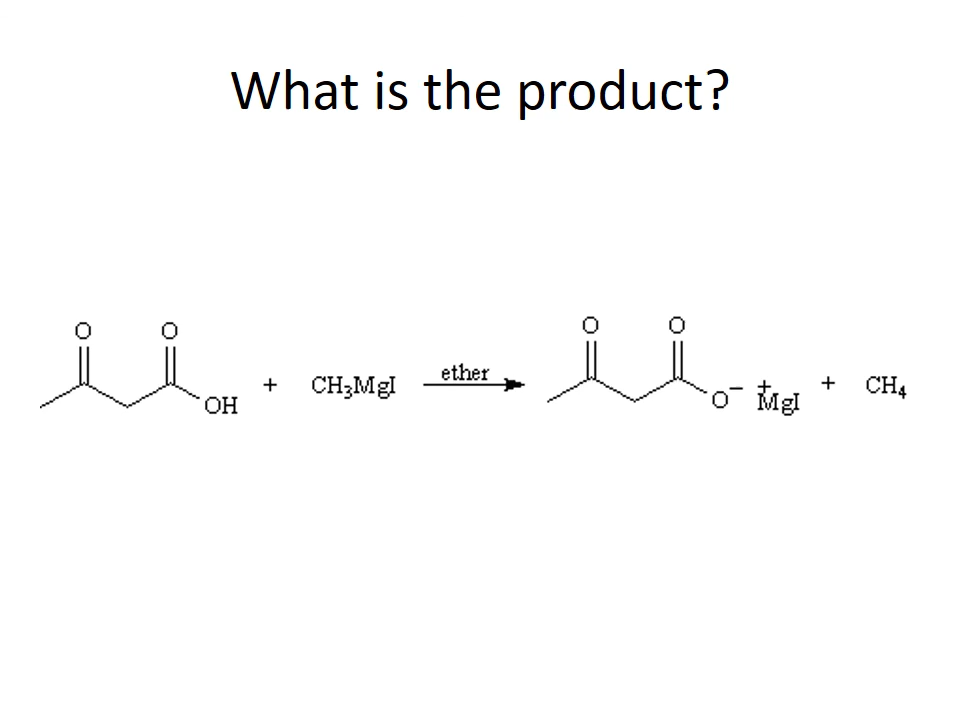 What is the product?
O O O O
OH + CH₃MgI ether O⁻ ⁺MgI + CH₄